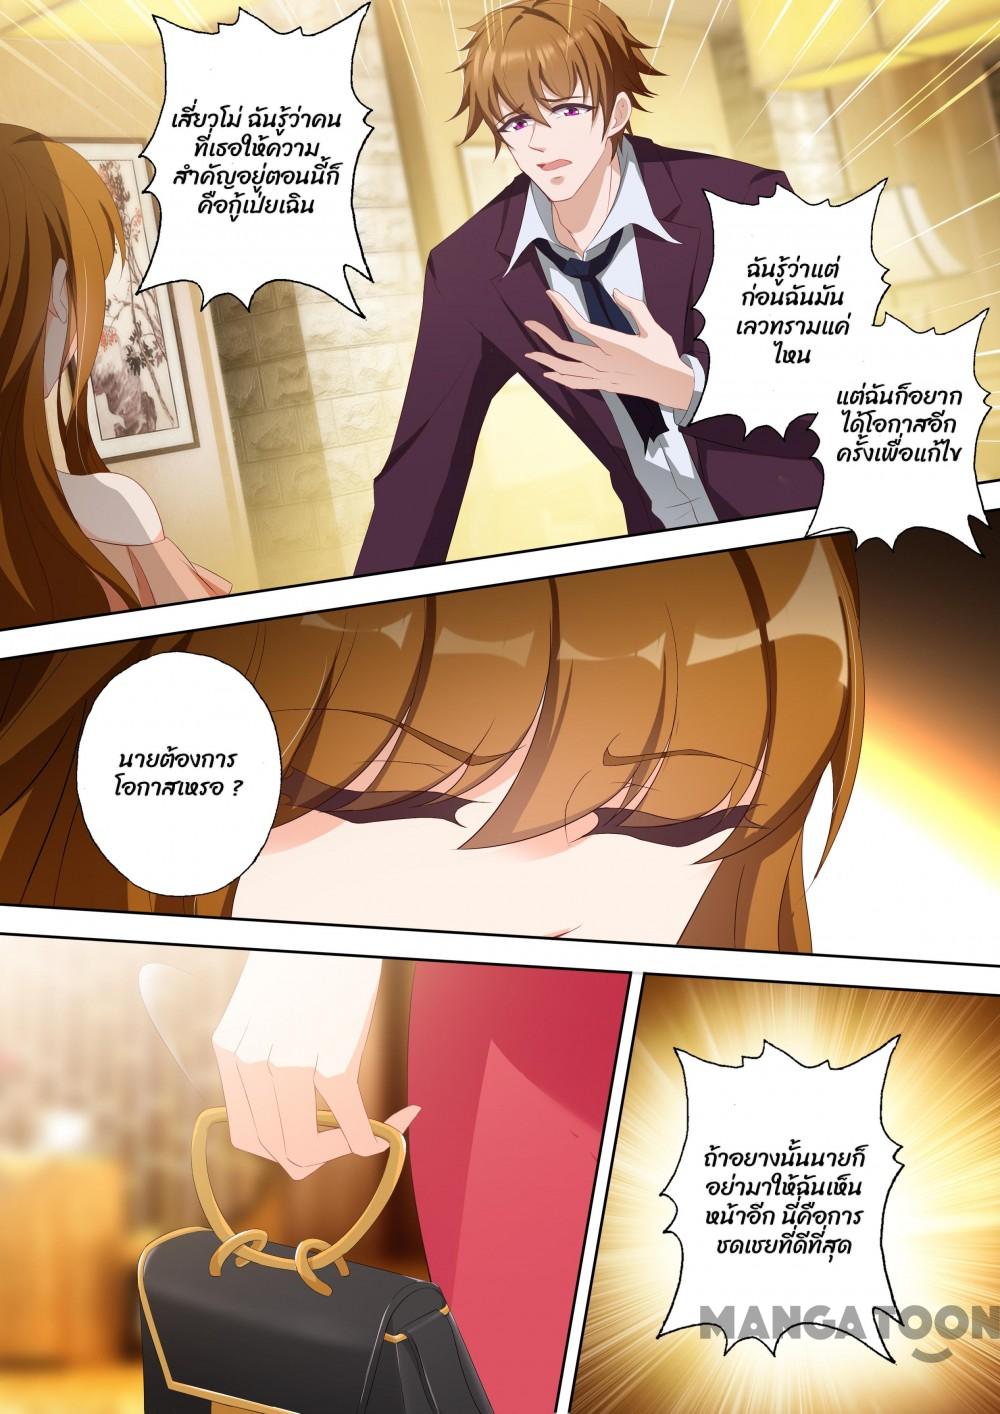 เสี่ยวโม่ ฉันรู้ว่าคน
ที่เธอให้ความ
สำคัญอยู่ตอนนี้ก็
คือกู้เป่ยเฉิน
ฉันรู้ว่าแต่
ก่อนฉันมัน
เลวทรามแค่
ไหน
แต่ฉันก็อยาก
ได้โอกาสอีก
ครั้งเพื่อแก้ไข
นายต้องการ
โอกาสเหรอ ?
ถ้าอย่างนั้นนายก็
อย่ามาให้ฉันเห็น
หน้าอีก นี่คือการ
ชดเชยที่ดีที่สุด
MANGATOON